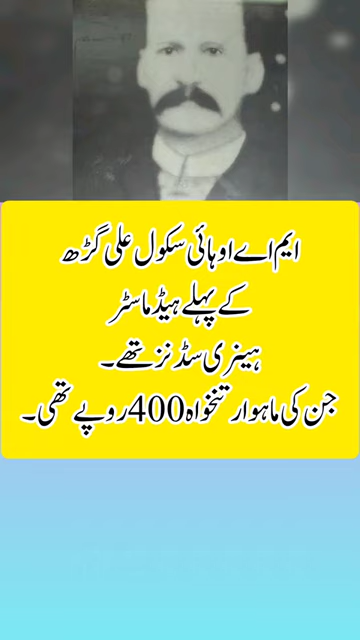 ایم اے او ہائی سکول علی گڑھ
کے پہلے ہیڈ ماسٹر
ہینری سڈنز تھے۔
جن کی ماہوار تنخواہ 400 روپے تھی۔